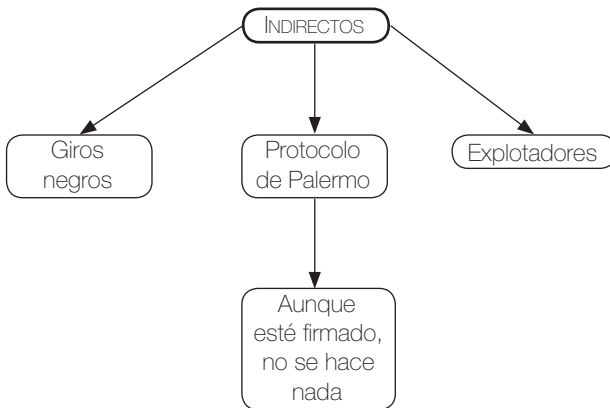 INDIRECTOS
Giros
negros
Protocolo
de Palermo
Explotadores
Aunque
esté firmado,
no se hace
nada